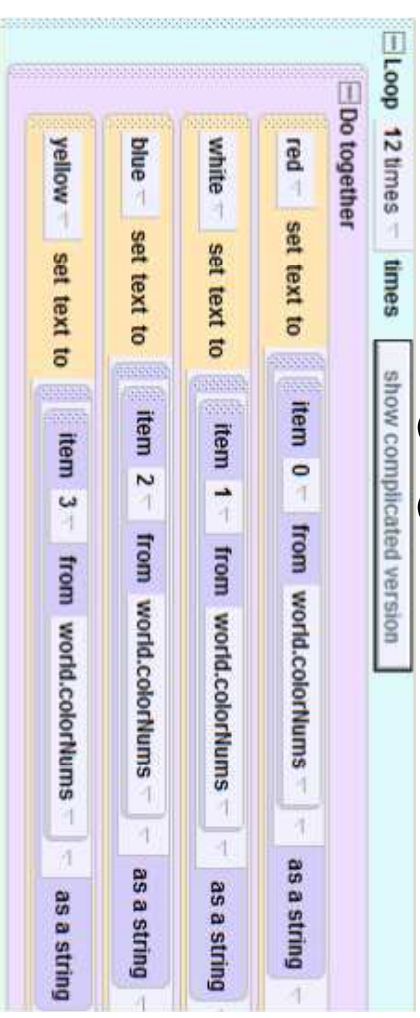 Loop 12 times times show complicated version
Do together
red set text to item 0 from world.colorNums as a string
white set text to item 1 from world.colorNums as a string
blue set text to item 2 from world.colorNums as a string
yellow set text to item 3 from world.colorNums as a string